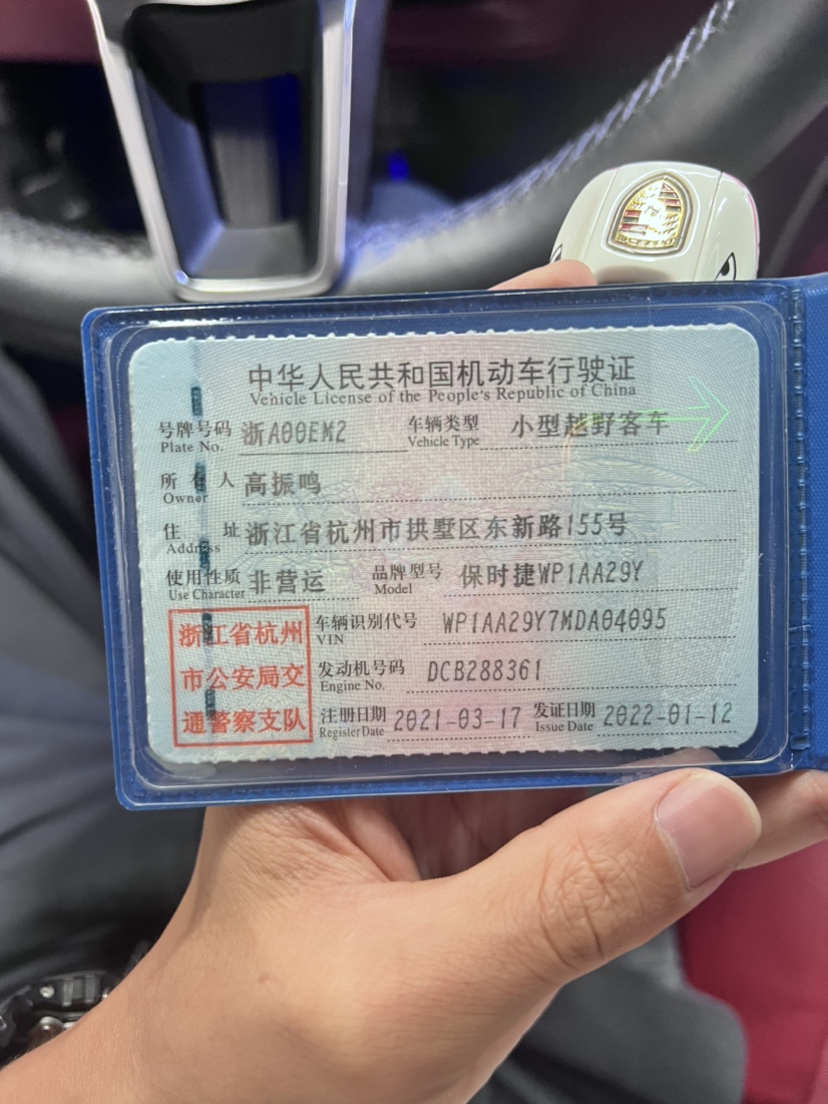 中华人民共和国机动车行驶证
Vehicle License of the People's Republic of China
号牌号码 浙A00EM2 车辆类型 小型越野客车
Plate No. Vehicle Type
所有人 高振鸣
Owner
住址 浙江省杭州市拱墅区东新路155号
Address
使用性质 非营运 品牌型号 保时捷WP1AA29Y
Use Character Model
浙江省杭州
市公安局交
通警察支队
车辆识别代号 WP1AA29Y7MDA04095
VIN
发动机号码 DCB288361
Engine No.
注册日期 2021-03-17 发证日期 2022-01-12
Register Date Issue Date